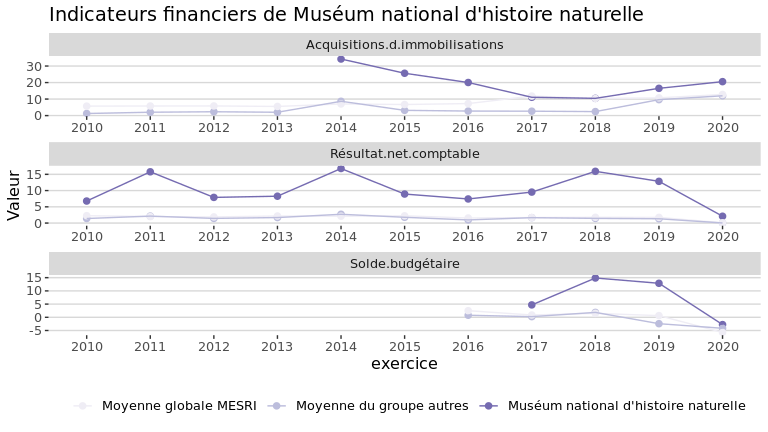 Indicateurs financiers de Muséum national d'histoire naturelle
Acquisitions.d.immobilisations
30
20
10
0
2010 2011 2012 2013 2014 2015 2016 2017 2018 2019 2020
Résultat.net.comptable
15
10
5
0
2010 2011 2012 2013 2014 2015 2016 2017 2018 2019 2020
Valeur
Solde.budgétaire
15
10
5
0
-5
2010 2011 2012 2013 2014 2015 2016 2017 2018 2019 2020
exercice
Moyenne globale MESRI Moyenne du groupe autres Muséum national d'histoire naturelle